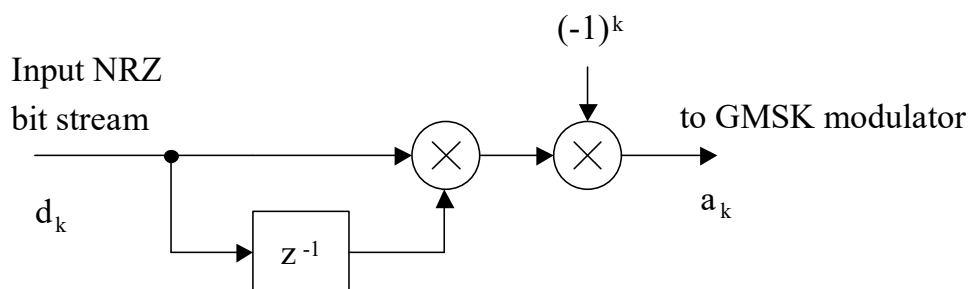 (-1)ᵏ
Input NRZ
bit stream
to GMSK modulator
dₖ
aₖ
z⁻¹